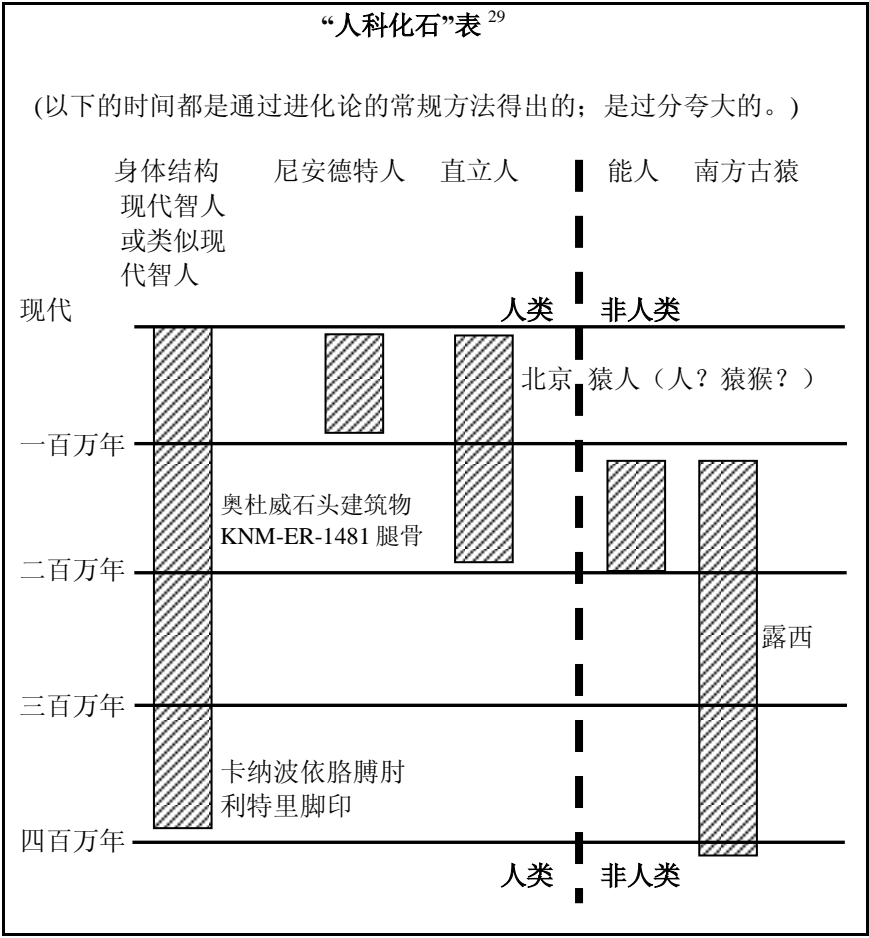 “人科化石”表 29
(以下的时间都是通过进化论的常规方法得出的；是过分夸大的。)
身体结构
现代智人
或类似现
代智人
尼安德特人
直立人
能人
南方古猿
现代
人类
非人类
北京 猿人（人？猿猴？）
一百万年
奥杜威石头建筑物
KNM-ER-1481 腿骨
二百万年
露西
三百万年
卡纳波依胳膊肘
利特里脚印
四百万年
人类
非人类